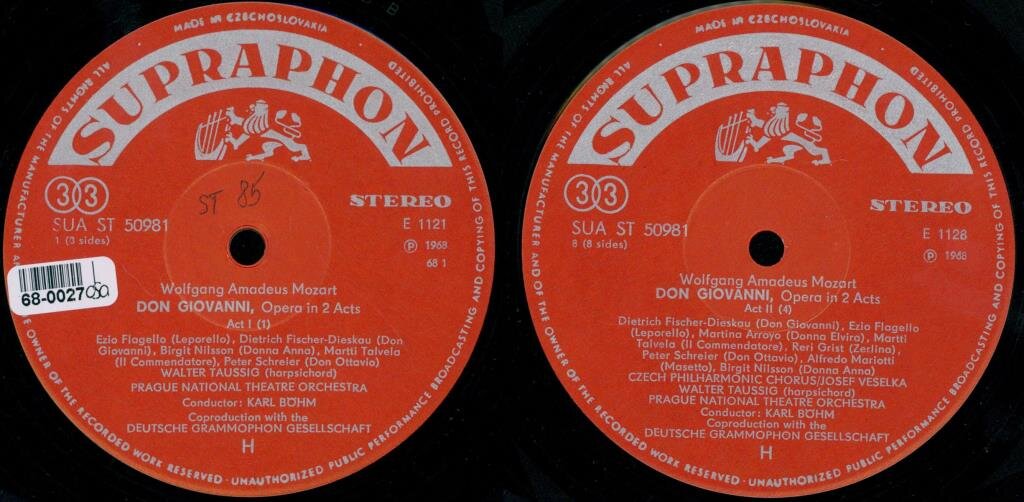 MADE IN CZECHOSLOVAKIA
ALL RIGHTS OF THE MANUFACTURER AND OF THE OWNER OF THE RECORDED WORK RESERVED · UNAUTHORIZED PUBLIC PERFORMANCE BROADCASTING AND COPYING OF THIS RECORD PROHIBITED
SUPRAPHON
33
ST 85
STEREO
SUA ST 50981
E 1121
1 (3 sides)
℗ 1968
68 1
68-0027
Wolfgang Amadeus Mozart
DON GIOVANNI, Opera in 2 Acts
Act I (1)
Ezio Flagello (Leporello), Dietrich Fischer-Dieskau (Don
Giovanni), Birgit Nilsson (Donna Anna), Martti Talvela
(Il Commendatore), Peter Schreier (Don Ottavio)
WALTER TAUSSIG (harpsichord)
PRAGUE NATIONAL THEATRE ORCHESTRA
Conductor: KARL BÖHM
Coproduction with the
DEUTSCHE GRAMMOPHON GESELLSCHAFT
H
MADE IN CZECHOSLOVAKIA
ALL RIGHTS OF THE MANUFACTURER AND OF THE OWNER OF THE RECORDED WORK RESERVED · UNAUTHORIZED PUBLIC PERFORMANCE BROADCASTING AND COPYING OF THIS RECORD PROHIBITED
SUPRAPHON
33
STEREO
SUA ST 50981
E 1128
8 (8 sides)
℗ 1968
Wolfgang Amadeus Mozart
DON GIOVANNI, Opera in 2 Acts
Act II (4)
Dietrich Fischer-Dieskau (Don Giovanni), Ezio Flagello
(Leporello), Martina Arroyo (Donna Elvira), Martti
Talvela (Il Commendatore), Reri Grist (Zerlina),
Peter Schreier (Don Ottavio), Alfredo Mariotti
(Masetto), Birgit Nilsson (Donna Anna)
CZECH PHILHARMONIC CHORUS/JOSEF VESELKA
WALTER TAUSSIG (harpsichord)
PRAGUE NATIONAL THEATRE ORCHESTRA
Conductor: KARL BÖHM
Coproduction with the
DEUTSCHE GRAMMOPHON GESELLSCHAFT
H